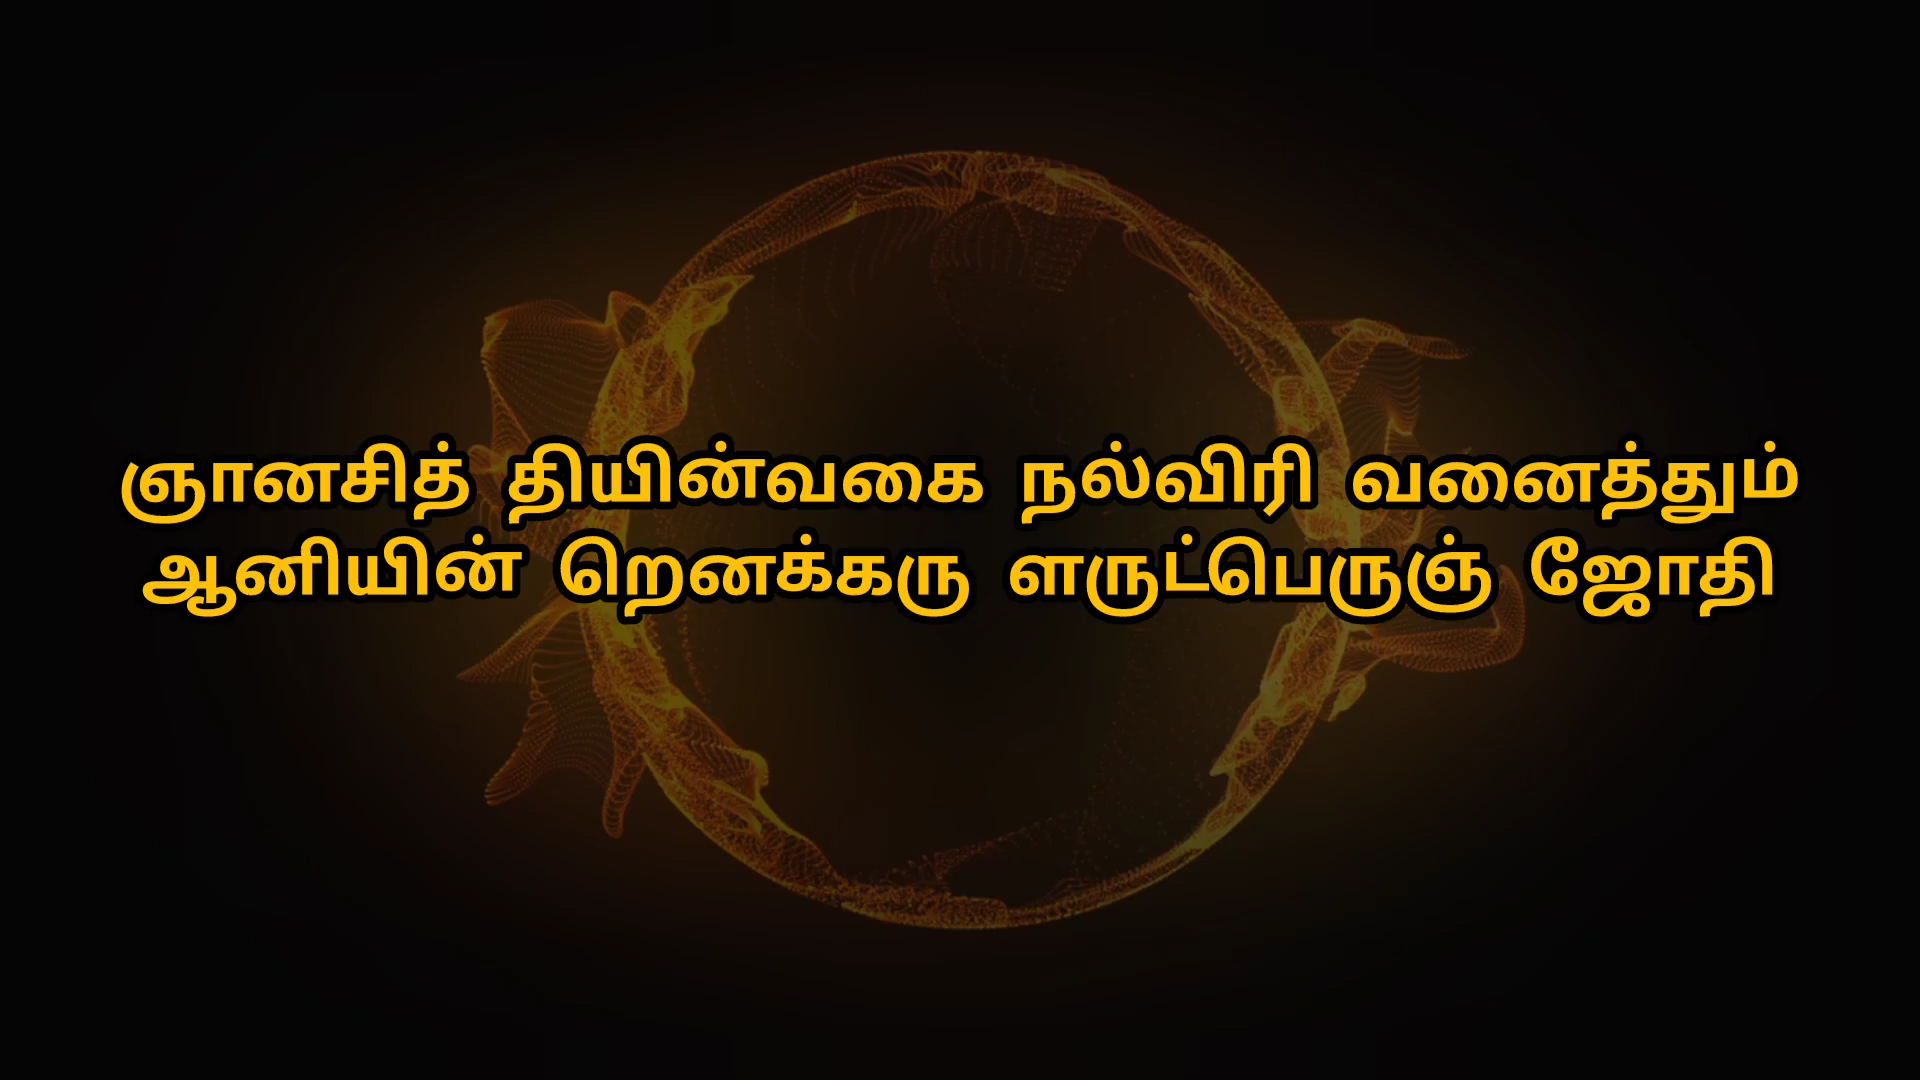 ஞானசித் தியின்வகை நல்விரி வனைத்தும்
ஆனியின் றெனக்கரு ளருட்பெருஞ் ஜோதி